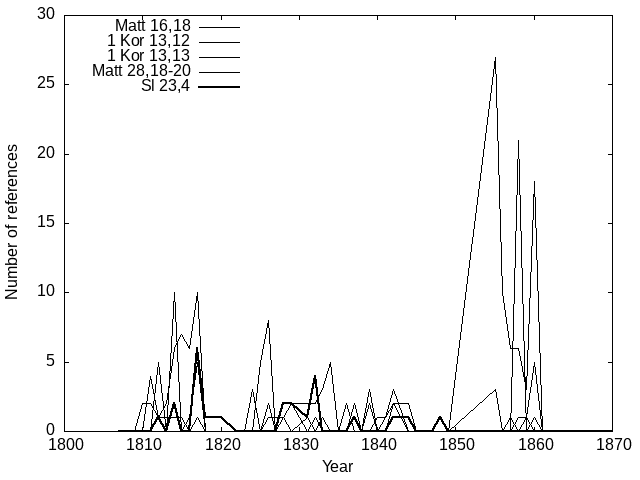 30
25
20
15
10
5
0
Number of references
Matt 16,18
1 Kor 13,12
1 Kor 13,13
Matt 28,18-20
Sl 23,4
1800 1810 1820 1830 1840 1850 1860 1870
Year